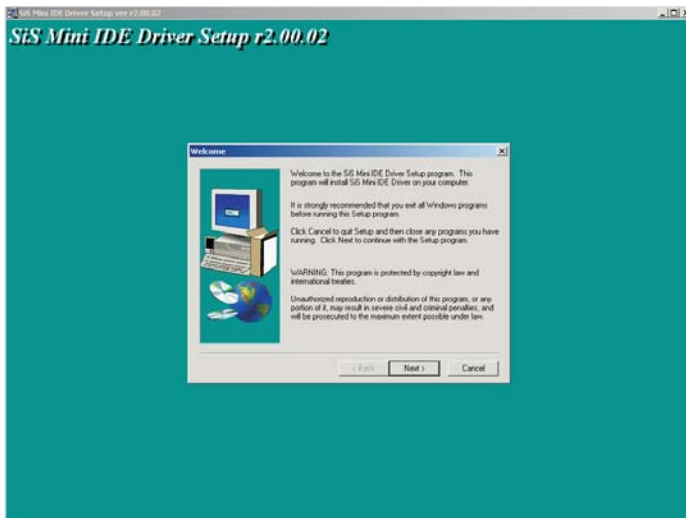 SiS Mini IDE Driver Setup ver r2.00.02
SiS Mini IDE Driver Setup r2.00.02
Welcome
Welcome to the SiS Mini IDE Driver Setup program. This
program will install SiS Mini IDE Driver on your computer.
It is strongly recommended that you exit all Windows programs
before running this Setup program.
Click Cancel to quit Setup and then close any programs you have
running. Click Next to continue with the Setup program.
WARNING: This program is protected by copyright law and
international treaties.
Unauthorized reproduction or distribution of this program, or any
portion of it, may result in severe civil and criminal penalties, and
will be prosecuted to the maximum extent possible under law.
< Back Next > Cancel